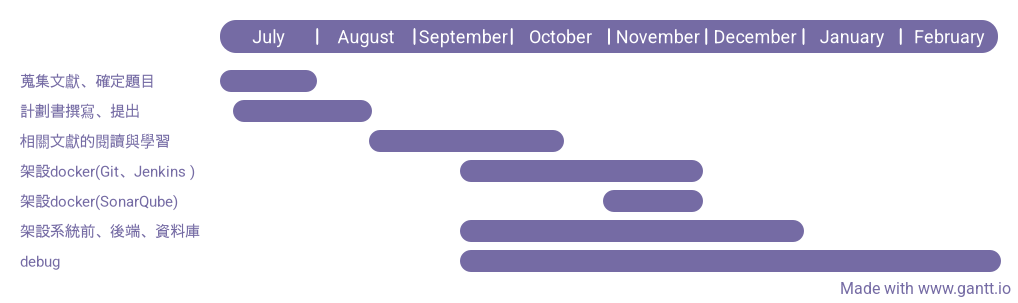 July | August | September | October | November | December | January | February
蒐集文獻、確定題目
計劃書撰寫、提出
相關文獻的閱讀與學習
架設docker(Git、Jenkins )
架設docker(SonarQube)
架設系統前、後端、資料庫
debug
Made with www.gantt.io